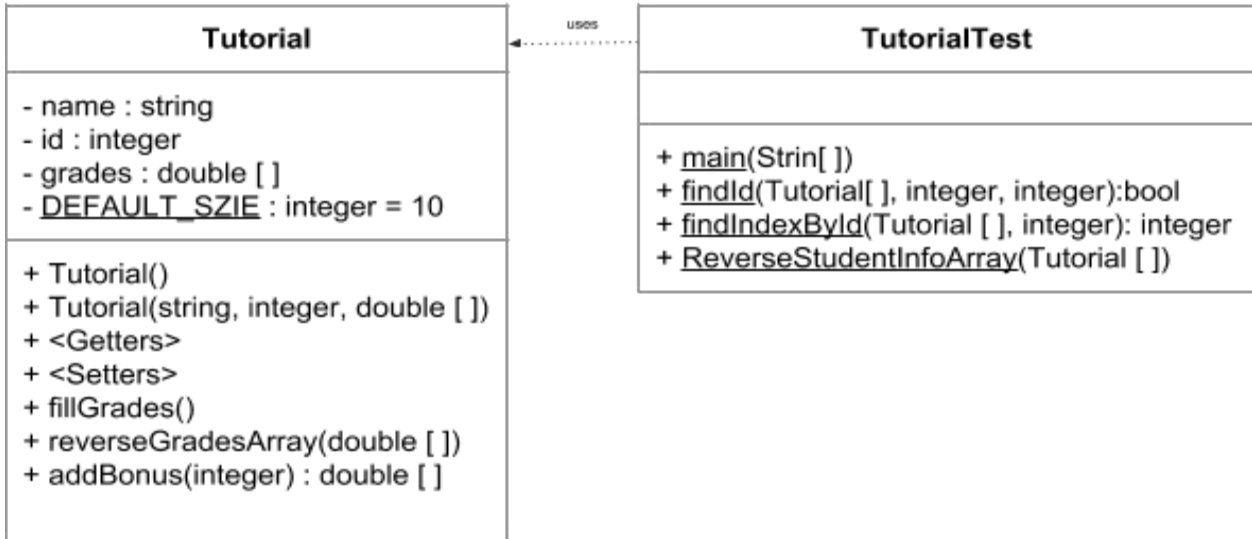 Tutorial
- name : string
- id : integer
- grades : double [ ]
- DEFAULT_SZIE : integer = 10
+ Tutorial()
+ Tutorial(string, integer, double [ ])
+ <Getters>
+ <Setters>
+ fillGrades()
+ reverseGradesArray(double [ ])
+ addBonus(integer) : double [ ]
uses
TutorialTest
+ main(Strin[ ])
+ findId(Tutorial[ ], integer, integer):bool
+ findIndexById(Tutorial [ ], integer): integer
+ ReverseStudentInfoArray(Tutorial [ ])